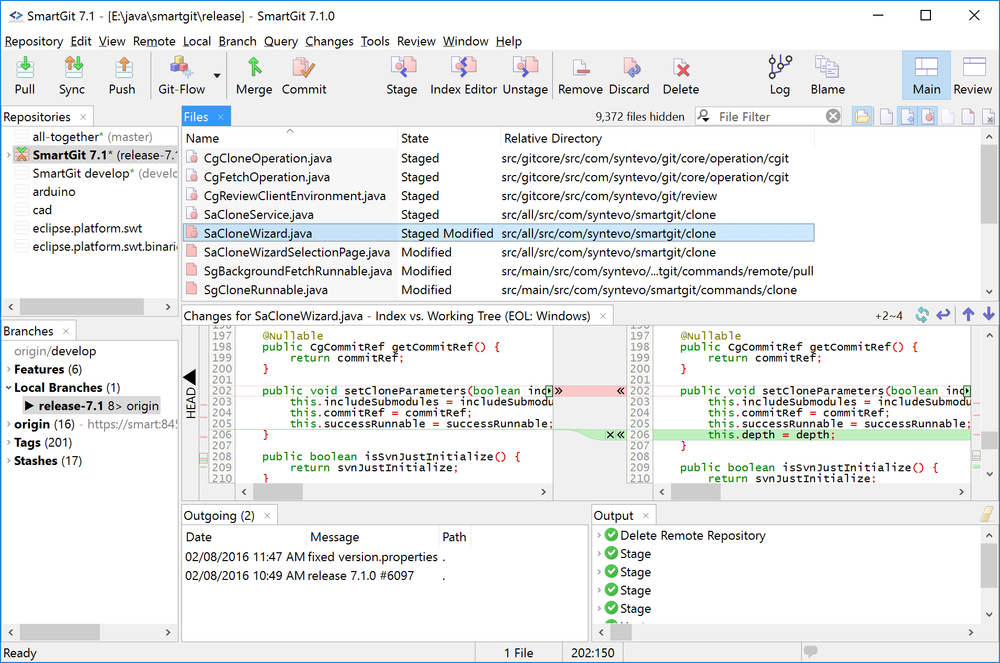 SmartGit 7.1 - [E:\java\smartgit\release] - SmartGit 7.1.0
Repository Edit View Remote Local Branch Query Changes Tools Review Window Help
Pull Sync Push Git-Flow Merge Commit Stage Index Editor Unstage Remove Discard Delete Log Blame Main Review
Repositories
all-together* (master)
SmartGit 7.1* (release-7.1
SmartGit develop* (develo
arduino
cad
eclipse.platform.swt
eclipse.platform.swt.binarie
Branches
origin/develop
Features (6)
Local Branches (1)
release-7.1 8> origin
origin (16) - https://smart:845
Tags (201)
Stashes (17)
Files 9,372 files hidden File Filter
Name State Relative Directory
CgCloneOperation.java Staged src/gitcore/src/com/syntevo/git/core/operation/cgit
CgFetchOperation.java Staged src/gitcore/src/com/syntevo/git/core/operation/cgit
CgReviewClientEnvironment.java Staged src/gitcore/src/com/syntevo/git/review
SaCloneService.java Staged src/all/src/com/syntevo/smartgit/clone
SaCloneWizard.java Staged Modified src/all/src/com/syntevo/smartgit/clone
SaCloneWizardSelectionPage.java Modified src/all/src/com/syntevo/smartgit/clone
SgBackgroundFetchRunnable.java Modified src/main/src/com/syntevo/...tgit/commands/remote/pull
SgCloneRunnable.java Modified src/main/src/com/syntevo/smartgit/commands/clone
Changes for SaCloneWizard.java - Index vs. Working Tree (EOL: Windows) +2~4
HEAD
196
197 @Nullable
198 public CgCommitRef getCommitRef() {
199 return commitRef;
200 }
201
202 public void setCloneParameters(boolean inc
203 this.includeSubmodules = includeSubmodu
204 this.commitRef = commitRef;
205 this.successRunnable = successRunnable;
206 }
207
208 public boolean isSvnJustInitialize() {
209 return svnJustInitialize;
210 }
196
197 @Nullable
198 public CgCommitRef getCommitRef() {
199 return commitRef;
200 }
201
202 public void setCloneParameters(boolean inc
203 this.includeSubmodules = includeSubmodu
204 this.commitRef = commitRef;
205 this.successRunnable = successRunnable;
206 this.depth = depth;
207 }
208
209 public boolean isSvnJustInitialize() {
210 return svnJustInitialize;
Outgoing (2)
Date Message Path
02/08/2016 11:47 AM fixed version.properties .
02/08/2016 10:49 AM release 7.1.0 #6097 .
Output
Delete Remote Repository
Stage
Stage
Stage
Stage
Ready 1 File 202:150